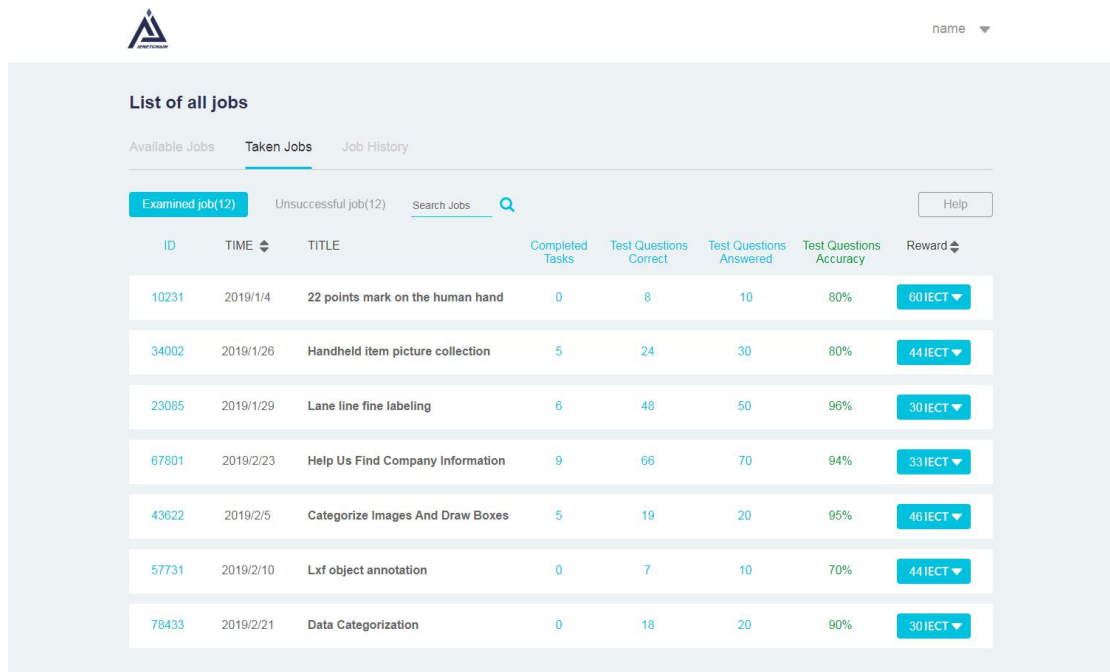 IENETCHAIN
name
List of all jobs
Available Jobs Taken Jobs Job History
Examined job(12) Unsuccessful job(12) Search Jobs Help
ID TIME TITLE Completed Tasks Test Questions Correct Test Questions Answered Test Questions Accuracy Reward
10231 2019/1/4 22 points mark on the human hand 0 8 10 80% 60 IECT
34002 2019/1/26 Handheld item picture collection 5 24 30 80% 44 IECT
23085 2019/1/29 Lane line fine labeling 6 48 50 96% 30 IECT
67801 2019/2/23 Help Us Find Company Information 9 66 70 94% 33 IECT
43622 2019/2/5 Categorize Images And Draw Boxes 5 19 20 95% 46 IECT
57731 2019/2/10 Lxf object annotation 0 7 10 70% 44 IECT
78433 2019/2/21 Data Categorization 0 18 20 90% 30 IECT